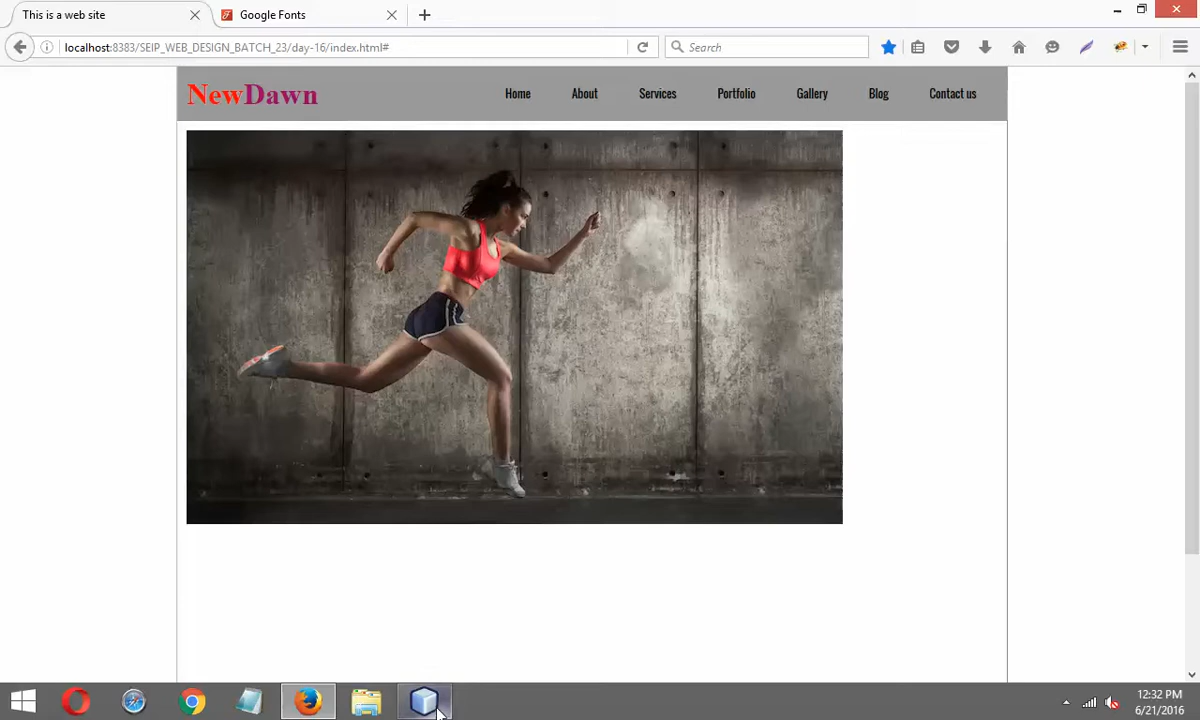 This is a web site
Google Fonts
localhost:8383/SEIP_WEB_DESIGN_BATCH_23/day-16/index.html#
Search
NewDawn
Home About Services Portfolio Gallery Blog Contact us
12:32 PM
6/21/2016